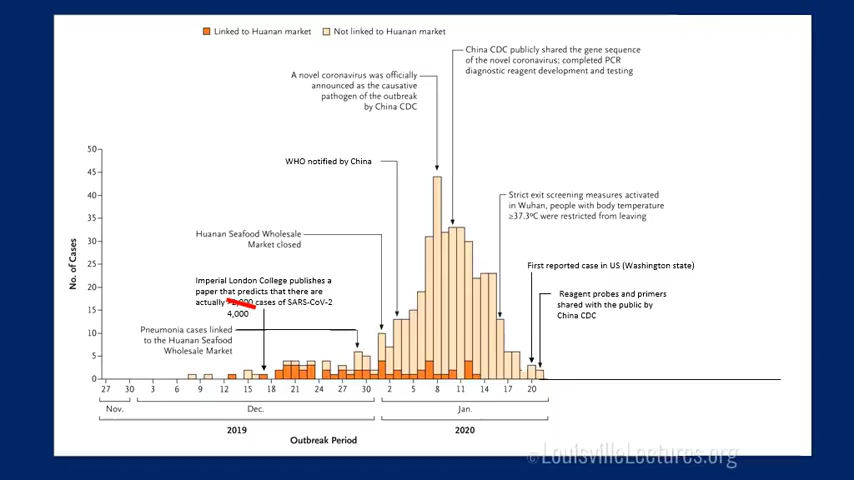 Linked to Huanan market
Not linked to Huanan market
China CDC publicly shared the gene sequence
of the novel coronavirus; completed PCR
diagnostic reagent development and testing
A novel coronavirus was officially
announced as the causative
pathogen of the outbreak
by China CDC
WHO notified by China
Strict exit screening measures activated
in Wuhan, people with body temperature
≥37.3ºC were restricted from leaving
Huanan Seafood Wholesale
Market closed
First reported case in US (Washington state)
Imperial London College publishes a
paper that predicts that there are
actually cases of SARS-CoV-2
4,000
Reagent probes and primers
shared with the public by
China CDC
Pneumonia cases linked
to the Huanan Seafood
Wholesale Market
No. of Cases
50
45
40
35
30
25
20
15
10
5
0
27 30 3 6 9 12 15 18 21 24 27 30 2 5 8 11 14 17 20
Nov. Dec. Jan.
2019 2020
Outbreak Period
© LouisvilleLectures.org